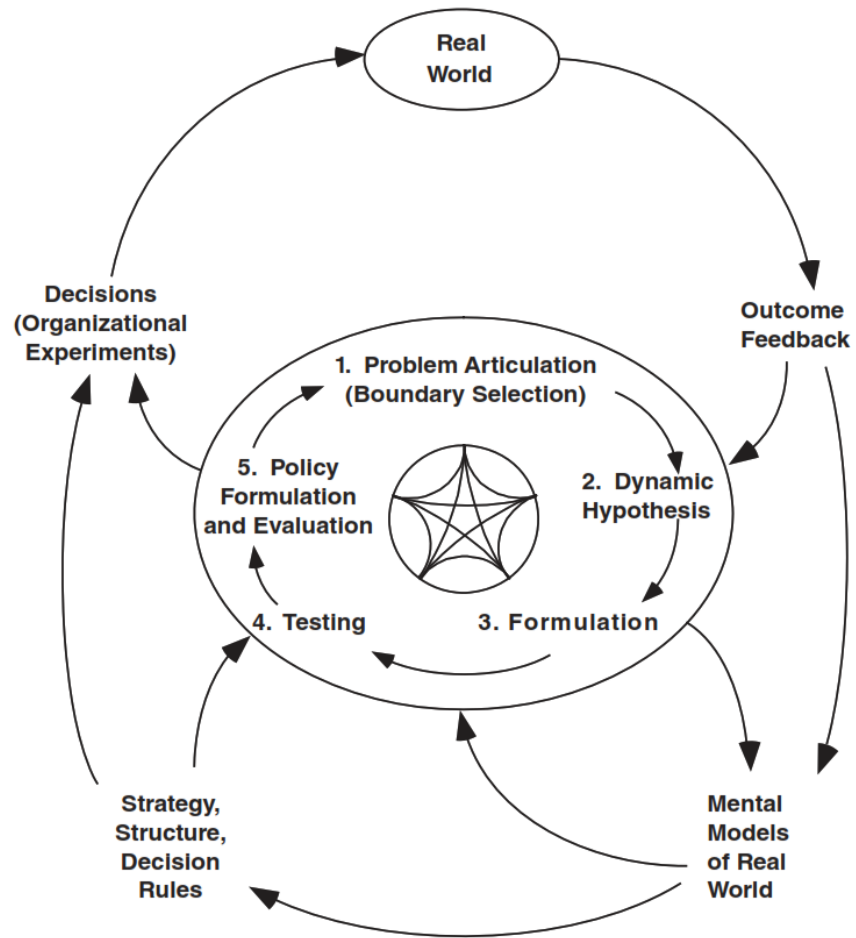 Real
World
Decisions
(Organizational
Experiments)
Outcome
Feedback
1. Problem Articulation
(Boundary Selection)
2. Dynamic
Hypothesis
3. Formulation
4. Testing
5. Policy
Formulation
and Evaluation
Strategy,
Structure,
Decision
Rules
Mental
Models
of Real
World